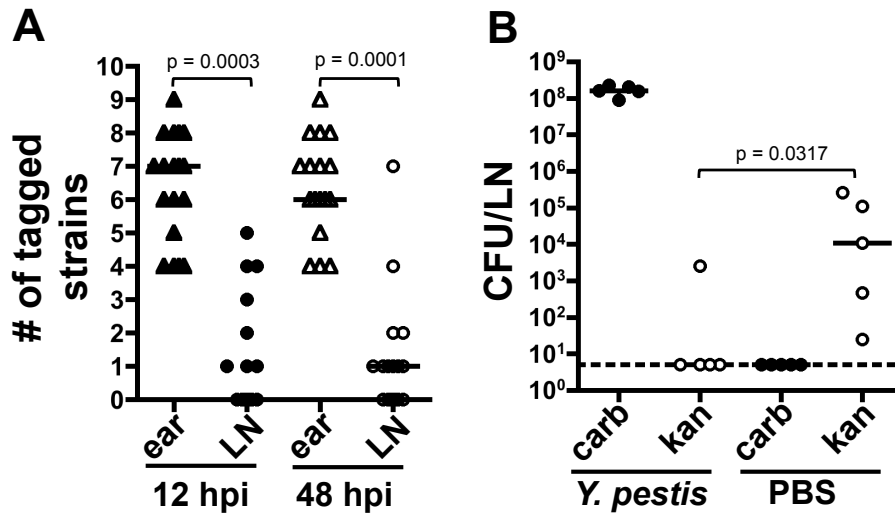 A
p = 0.0003
p = 0.0001
# of tagged
strains
10
9
8
7
6
5
4
3
2
1
0
ear
LN
ear
LN
12 hpi
48 hpi
B
p = 0.0317
CFU/LN
10⁹
10⁸
10⁷
10⁶
10⁵
10⁴
10³
10²
10¹
10⁰
carb
kan
carb
kan
Y. pestis
PBS